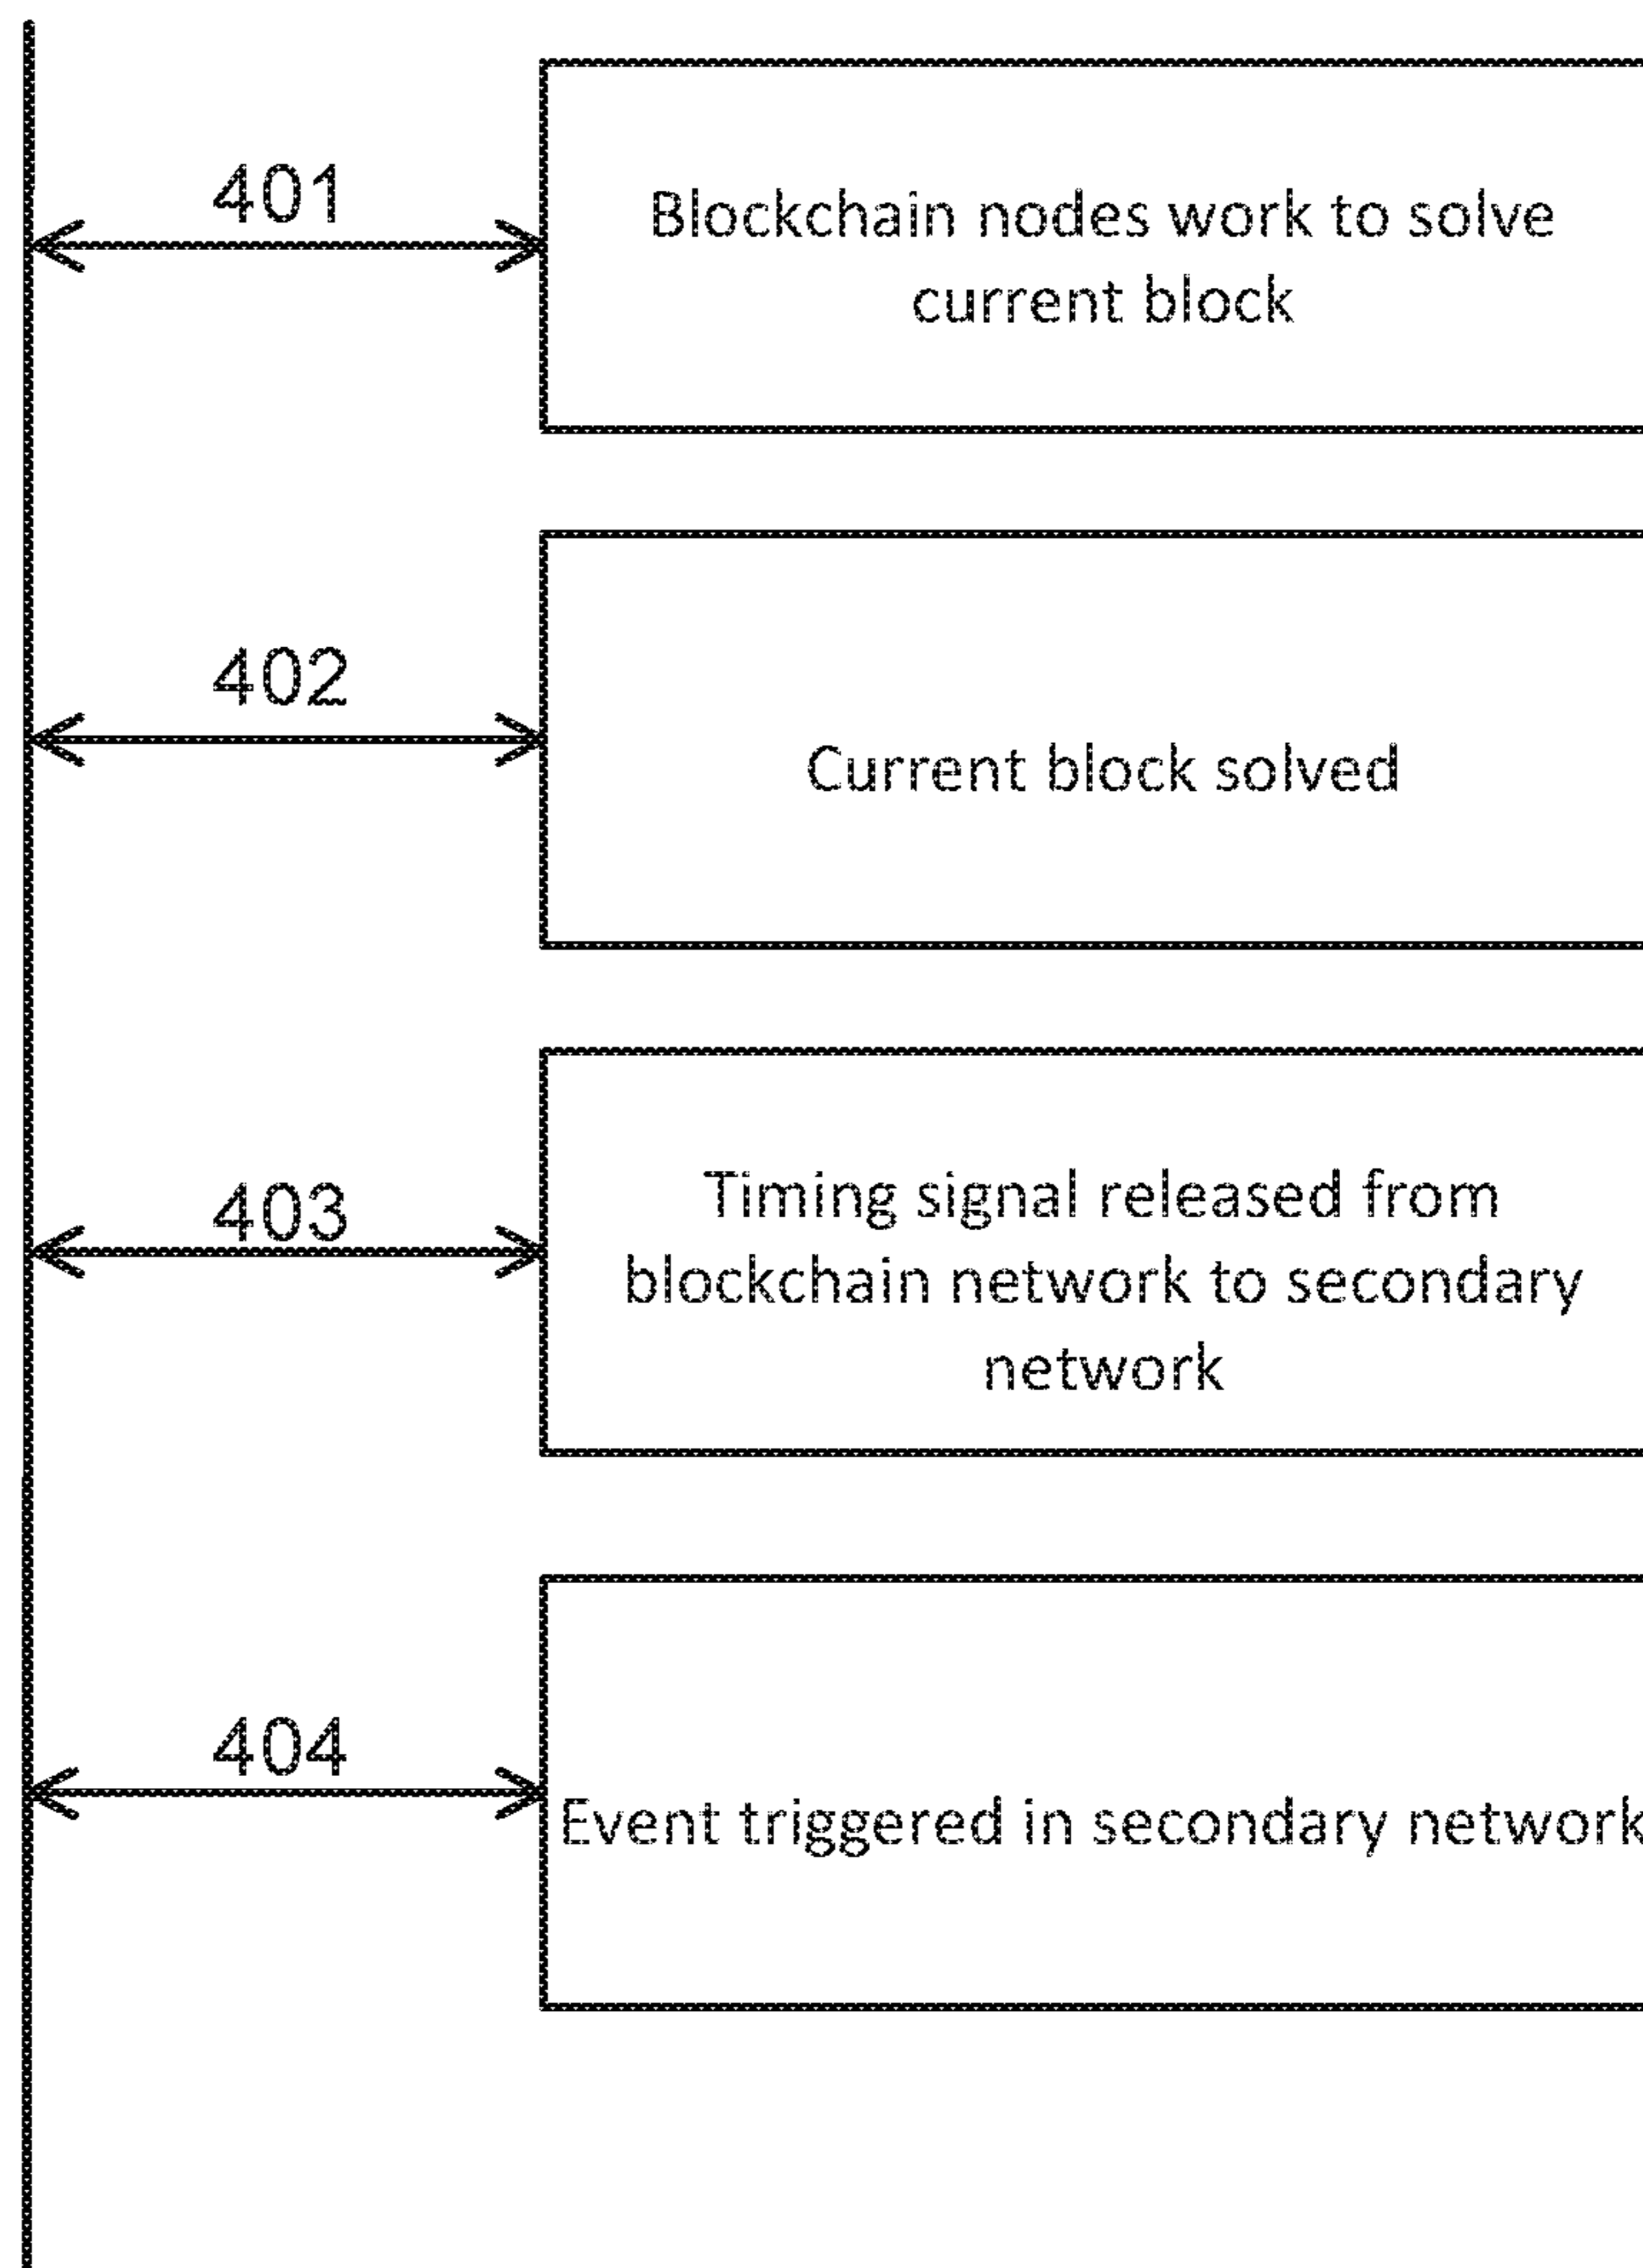 401
Blockchain nodes work to solve
current block
402
Current block solved
403
Timing signal released from
blockchain network to secondary
network
404
Event triggered in secondary network